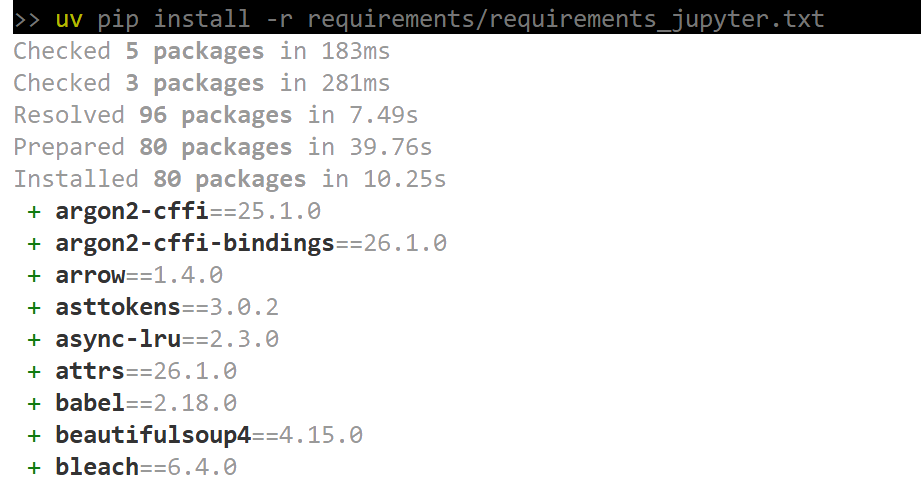 >> uv pip install -r requirements/requirements_jupyter.txt
Checked 5 packages in 183ms
Checked 3 packages in 281ms
Resolved 96 packages in 7.49s
Prepared 80 packages in 39.76s
Installed 80 packages in 10.25s
+ argon2-cffi==25.1.0
+ argon2-cffi-bindings==26.1.0
+ arrow==1.4.0
+ asttokens==3.0.2
+ async-lru==2.3.0
+ attrs==26.1.0
+ babel==2.18.0
+ beautifulsoup4==4.15.0
+ bleach==6.4.0